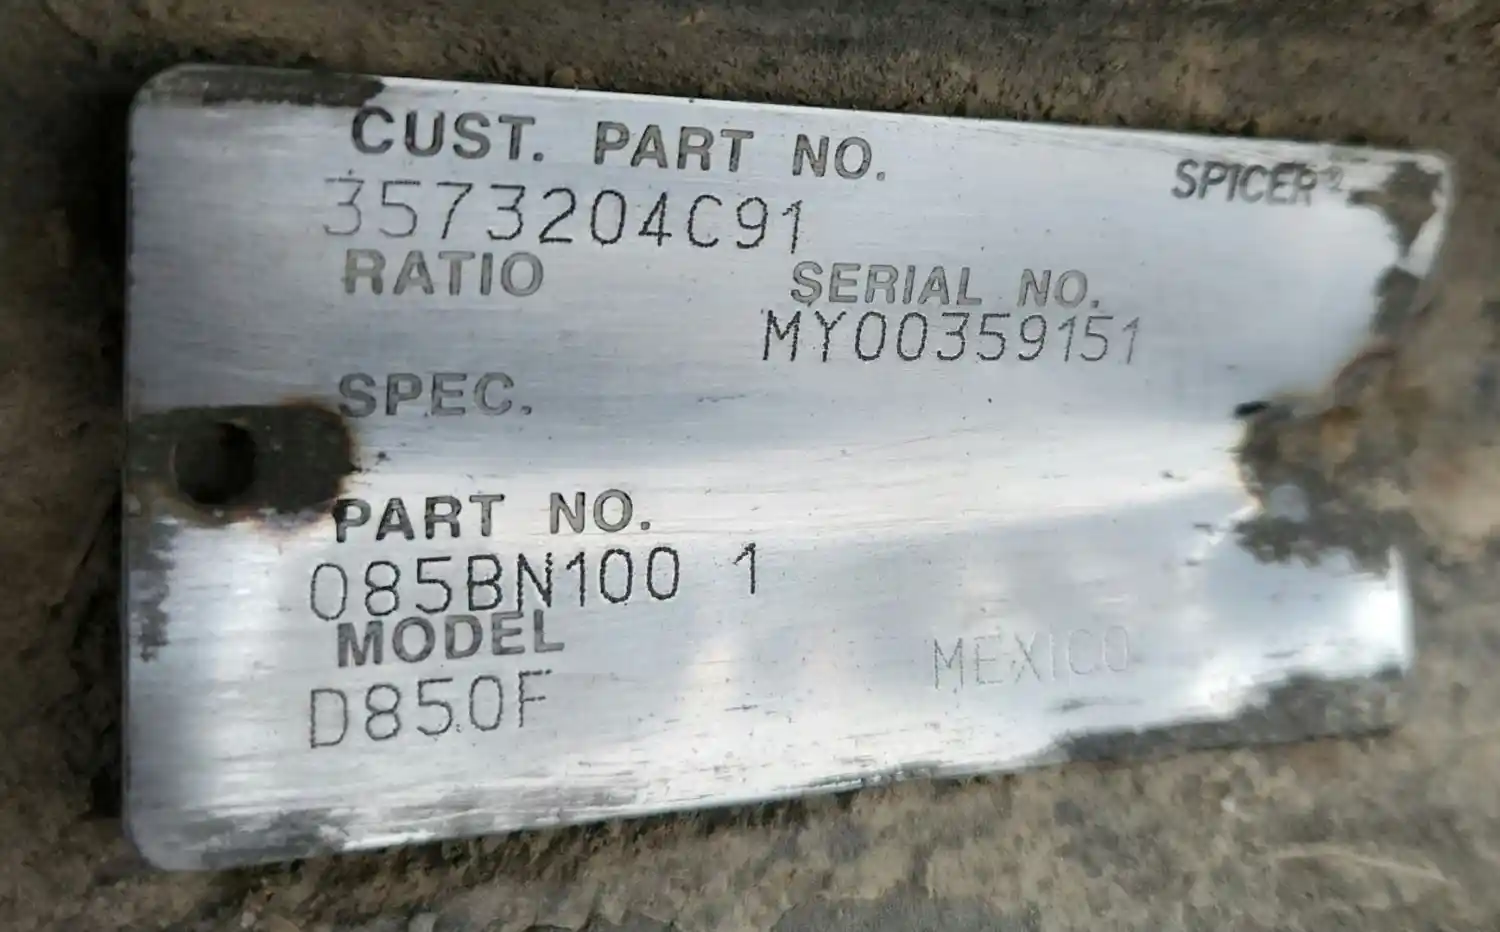 CUST. PART NO.
SPICER®
3573204C91
RATIO
SERIAL NO.
MY00359151
SPEC.
PART NO.
085BN100 1
MODEL
D850F
MEXICO